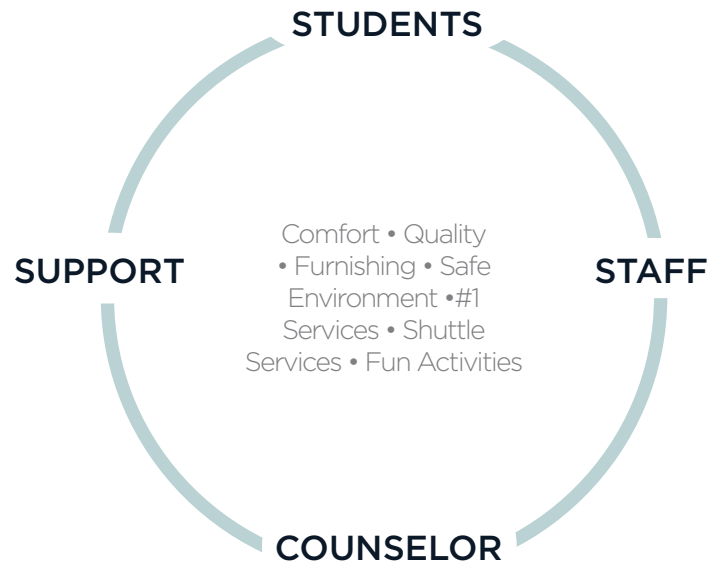 STUDENTS
Comfort • Quality
• Furnishing • Safe
SUPPORT
STAFF
Environment •#1
Services • Shuttle
Services • Fun Activities
COUNSELOR